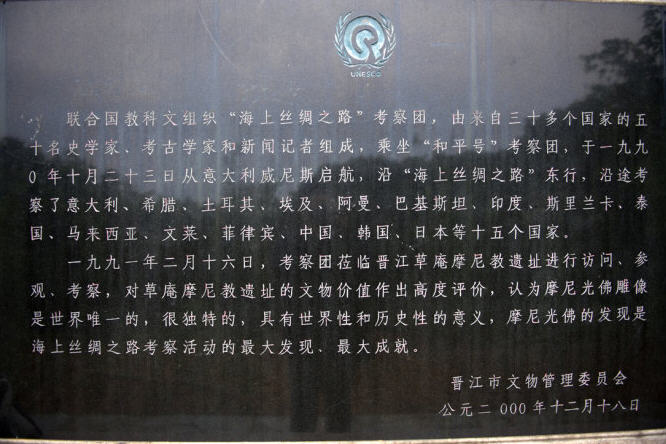 UNESCO
联合国教科文组织“海上丝绸之路”考察团，由来自三十多个国家的五
十名史学家、考古学家和新闻记者组成，乘坐“和平号”考察团，于一九九
0年十月二十三日从意大利威尼斯启航，沿“海上丝绸之路”东行，沿途考
察了意大利、希腊、土耳其、埃及、阿曼、巴基斯坦、印度、斯里兰卡、泰
国、马来西亚、文莱、菲律宾、中国、韩国、日本等十五个国家。
一九九一年二月十六日，考察团莅临晋江草庵摩尼教遗址进行访问、参
观、考察，对草庵摩尼教遗址的文物价值作出高度评价，认为摩尼光佛雕像
是世界唯一的，很独特的，具有世界性和历史性的意义，摩尼光佛的发现是
海上丝绸之路考察活动的最大发现、最大成就。
晋江市文物管理委员会
公元二000年十二月十八日